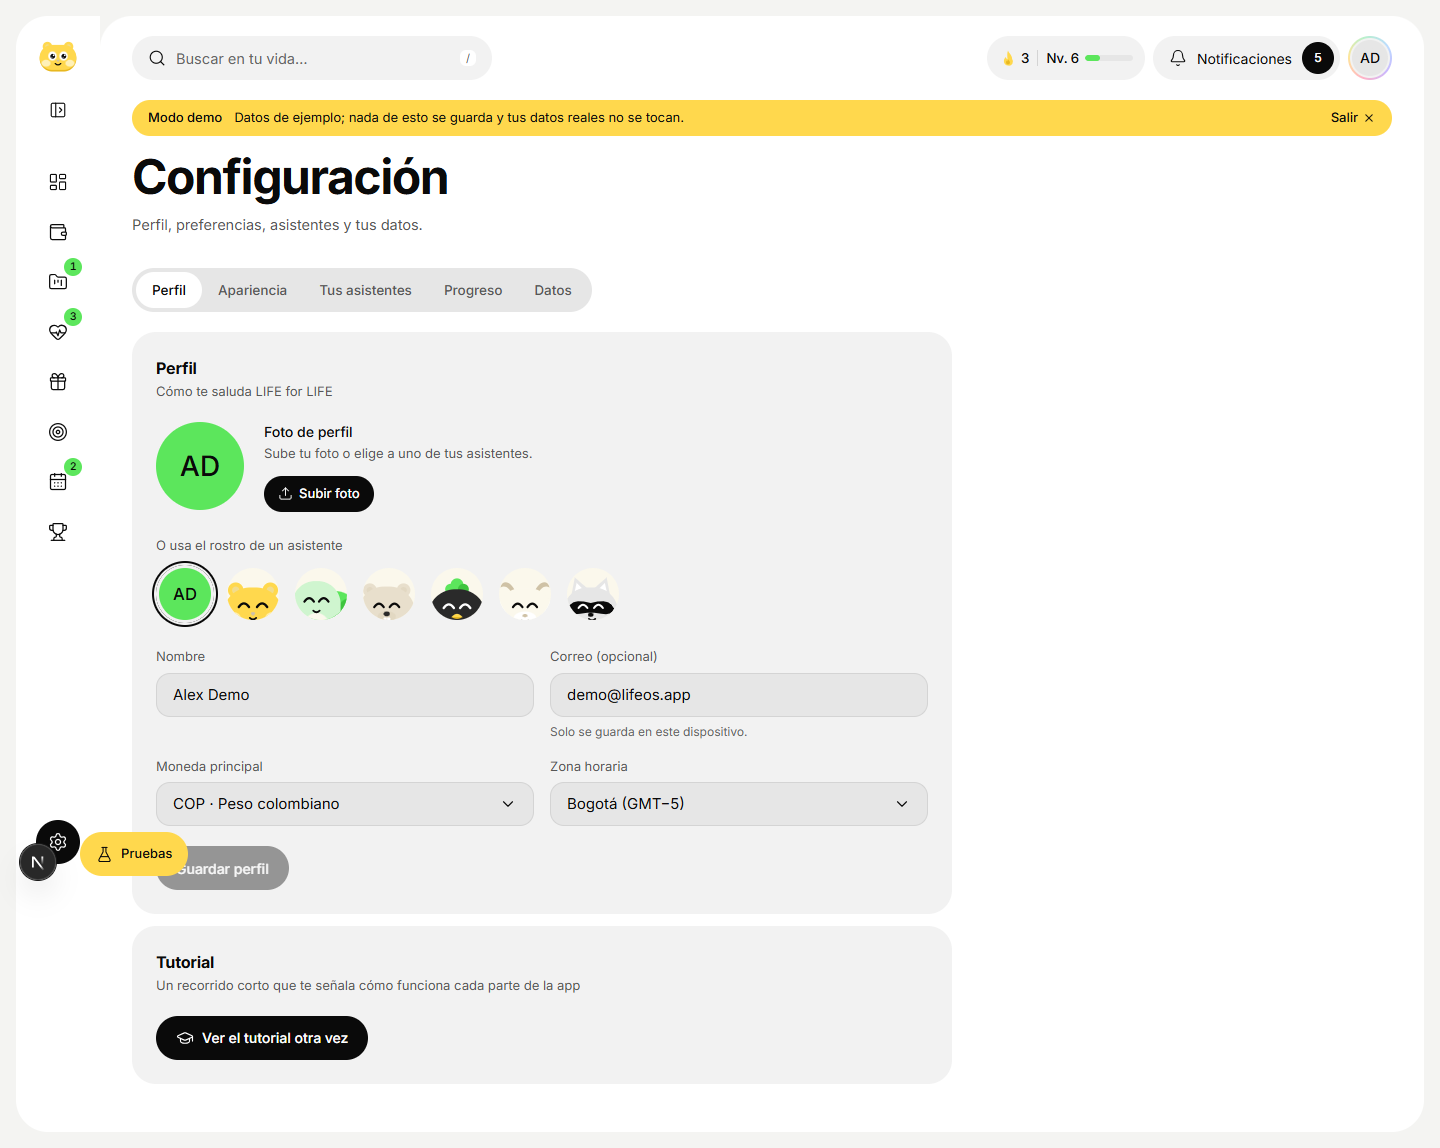 Buscar en tu vida...
/
3
Nv. 6
Notificaciones
5
AD
Modo demo
Datos de ejemplo; nada de esto se guarda y tus datos reales no se tocan.
Salir
Configuración
Perfil, preferencias, asistentes y tus datos.
1
3
2
Perfil
Apariencia
Tus asistentes
Progreso
Datos
Perfil
Cómo te saluda LIFE for LIFE
AD
Foto de perfil
Sube tu foto o elige a uno de tus asistentes.
Subir foto
O usa el rostro de un asistente
AD
Nombre
Correo (opcional)
Alex Demo
demo@lifeos.app
Solo se guarda en este dispositivo.
Moneda principal
Zona horaria
COP · Peso colombiano
Bogotá (GMT−5)
N
Pruebas
Guardar perfil
Tutorial
Un recorrido corto que te señala cómo funciona cada parte de la app
Ver el tutorial otra vez